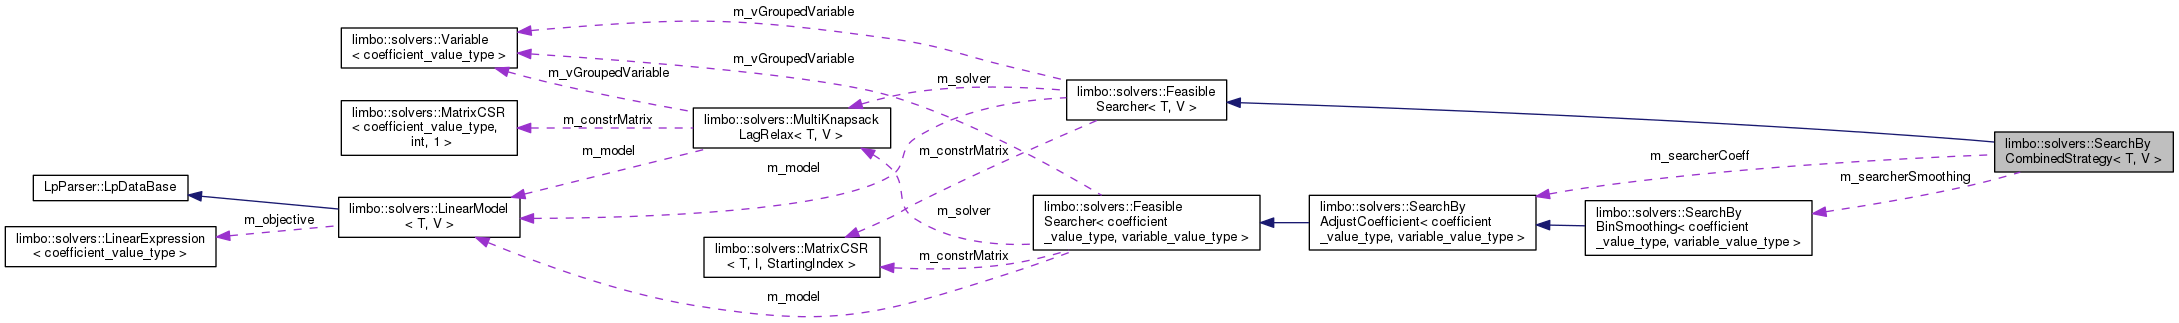 m_vGroupedVariable
limbo::solvers::Variable
< coefficient_value_type >
m_vGroupedVariable
m_vGroupedVariable
m_solver
limbo::solvers::Feasible
Searcher< T, V >
limbo::solvers::MatrixCSR
< coefficient_value_type,
int, 1 >
m_constrMatrix
limbo::solvers::MultiKnapsack
LagRelax< T, V >
m_model
m_model
m_constrMatrix
limbo::solvers::SearchBy
CombinedStrategy< T, V >
m_searcherCoeff
m_searcherSmoothing
LpParser::LpDataBase
limbo::solvers::LinearModel
< T, V >
m_objective
limbo::solvers::LinearExpression
< coefficient_value_type >
m_solver
limbo::solvers::Feasible
Searcher< coefficient
_value_type, variable_value_type >
limbo::solvers::SearchBy
AdjustCoefficient< coefficient
_value_type, variable_value_type >
limbo::solvers::SearchBy
BinSmoothing< coefficient
_value_type, variable_value_type >
limbo::solvers::MatrixCSR
< T, I, StartingIndex >
m_constrMatrix
m_model